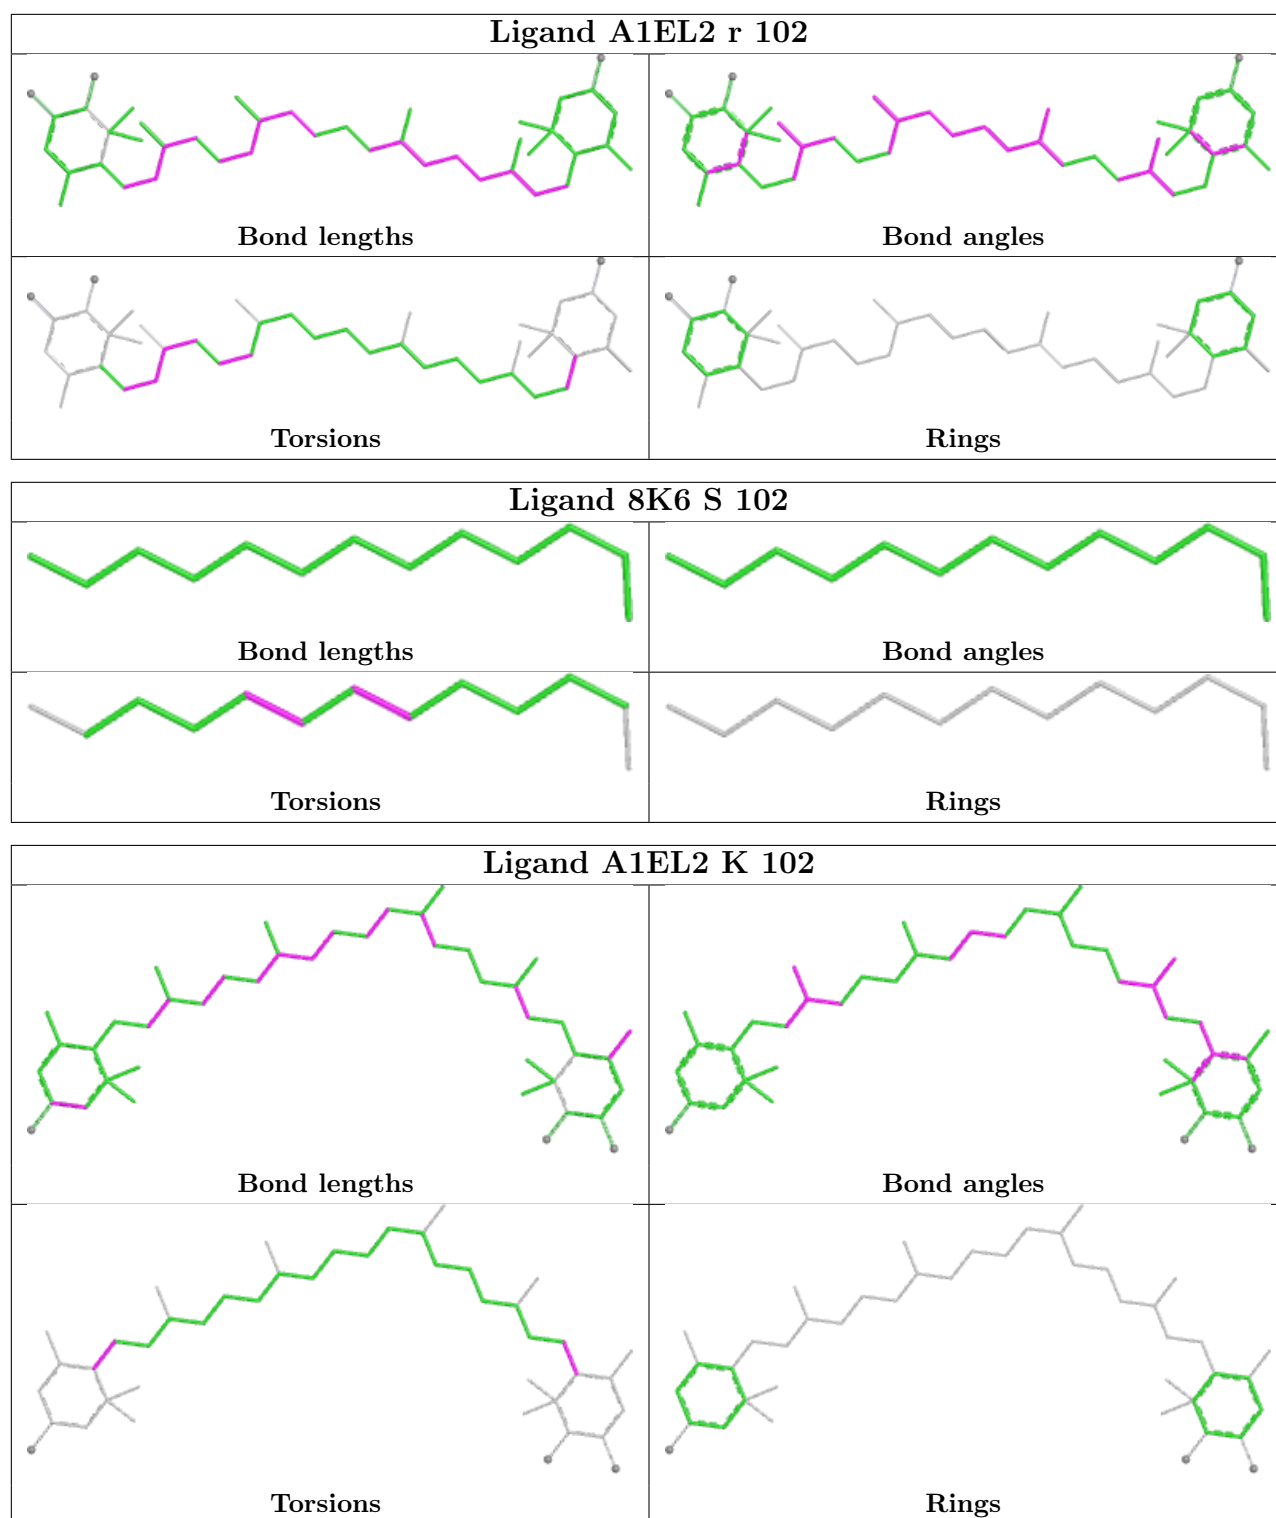 Ligand A1EL2 r 102
Bond lengths
Bond angles
Torsions
Rings
Ligand 8K6 S 102
Bond lengths
Bond angles
Torsions
Rings
Ligand A1EL2 K 102
Bond lengths
Bond angles
Torsions
Rings